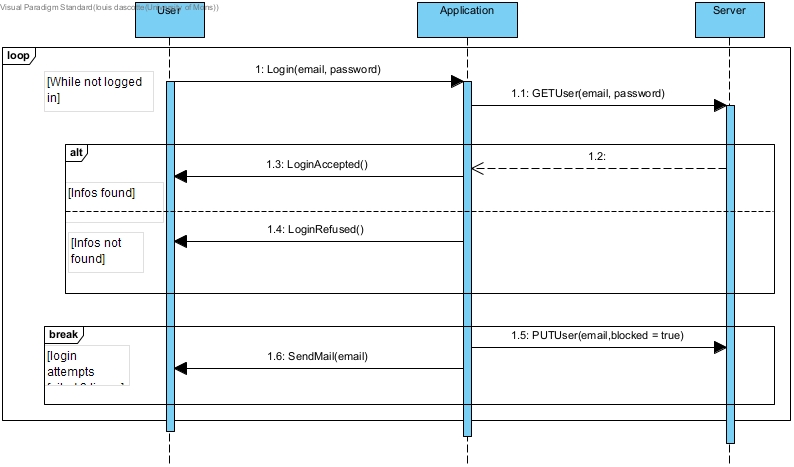 Visual Paradigm Standard(louis dascotte(University of Mons))
User
Application
Server
loop
[While not logged
in]
1: Login(email, password)
1.1: GETUser(email, password)
alt
1.2:
1.3: LoginAccepted()
[Infos found]
1.4: LoginRefused()
[Infos not
found]
break
1.5: PUTUser(email,blocked = true)
[login
attempts
1.6: SendMail(email)